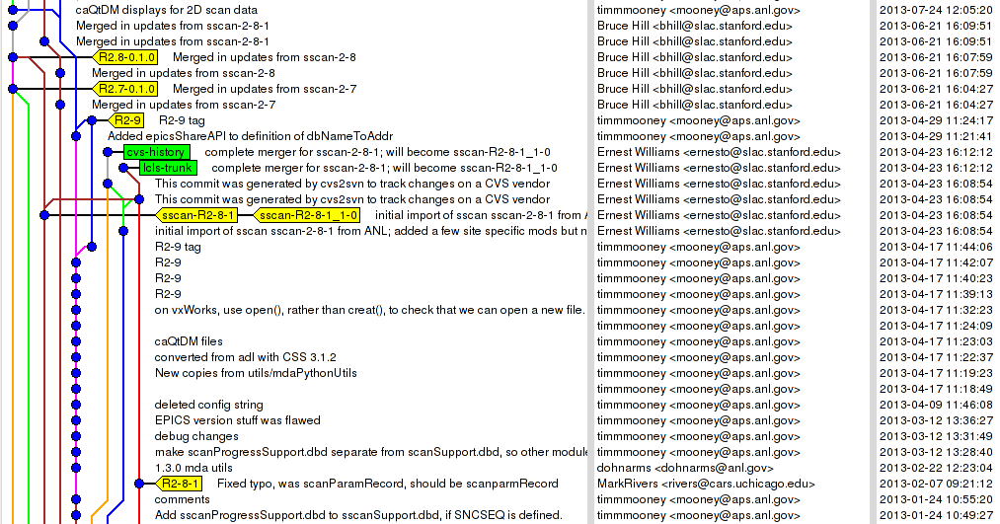 caQtDM displays for 2D scan data timmmooney <mooney@aps.anl.gov> 2013-07-24 12:05:20
Merged in updates from sscan-2-8-1 Bruce Hill <bhill@slac.stanford.edu> 2013-06-21 16:09:51
Merged in updates from sscan-2-8-1 Bruce Hill <bhill@slac.stanford.edu> 2013-06-21 16:09:51
R2.8-0.1.0 Merged in updates from sscan-2-8 Bruce Hill <bhill@slac.stanford.edu> 2013-06-21 16:07:59
Merged in updates from sscan-2-8 Bruce Hill <bhill@slac.stanford.edu> 2013-06-21 16:07:59
R2.7-0.1.0 Merged in updates from sscan-2-7 Bruce Hill <bhill@slac.stanford.edu> 2013-06-21 16:04:27
Merged in updates from sscan-2-7 Bruce Hill <bhill@slac.stanford.edu> 2013-06-21 16:04:27
R2-9 R2-9 tag timmmooney <mooney@aps.anl.gov> 2013-04-29 11:24:17
Added epicsShareAPI to definition of dbNameToAddr timmmooney <mooney@aps.anl.gov> 2013-04-29 11:21:41
cvs-history complete merger for sscan-2-8-1; will become sscan-R2-8-1_1-0 Ernest Williams <ernesto@slac.stanford.edu> 2013-04-23 16:12:12
lcls-trunk complete merger for sscan-2-8-1; will become sscan-R2-8-1_1-0 Ernest Williams <ernesto@slac.stanford.edu> 2013-04-23 16:12:12
This commit was generated by cvs2svn to track changes on a CVS vendor Ernest Williams <ernesto@slac.stanford.edu> 2013-04-23 16:08:54
This commit was generated by cvs2svn to track changes on a CVS vendor Ernest Williams <ernesto@slac.stanford.edu> 2013-04-23 16:08:54
sscan-R2-8-1 sscan-R2-8-1_1-0 initial import of sscan sscan-2-8-1 from Ernest Williams <ernesto@slac.stanford.edu> 2013-04-23 16:08:54
initial import of sscan sscan-2-8-1 from ANL; added a few site specific mods but n Ernest Williams <ernesto@slac.stanford.edu> 2013-04-23 16:08:54
R2-9 tag timmmooney <mooney@aps.anl.gov> 2013-04-17 11:44:06
R2-9 timmmooney <mooney@aps.anl.gov> 2013-04-17 11:42:07
R2-9 timmmooney <mooney@aps.anl.gov> 2013-04-17 11:40:23
R2-9 timmmooney <mooney@aps.anl.gov> 2013-04-17 11:39:13
on vxWorks, use open(), rather than creat(), to check that we can open a new file. timmmooney <mooney@aps.anl.gov> 2013-04-17 11:32:23
timmmooney <mooney@aps.anl.gov> 2013-04-17 11:24:09
caQtDM files timmmooney <mooney@aps.anl.gov> 2013-04-17 11:23:03
converted from adl with CSS 3.1.2 timmmooney <mooney@aps.anl.gov> 2013-04-17 11:22:37
New copies from utils/mdaPythonUtils timmmooney <mooney@aps.anl.gov> 2013-04-17 11:19:23
timmmooney <mooney@aps.anl.gov> 2013-04-17 11:18:49
deleted config string timmmooney <mooney@aps.anl.gov> 2013-04-09 11:46:08
EPICS version stuff was flawed timmmooney <mooney@aps.anl.gov> 2013-03-12 13:36:27
debug changes timmmooney <mooney@aps.anl.gov> 2013-03-12 13:31:49
make scanProgressSupport.dbd separate from scanSupport.dbd, so other module timmmooney <mooney@aps.anl.gov> 2013-03-12 13:28:40
1.3.0 mda utils dohnarms <dohnarms@anl.gov> 2013-02-22 12:23:04
R2-8-1 Fixed typo, was scanParamRecord, should be scanparmRecord MarkRivers <rivers@cars.uchicago.edu> 2013-02-07 09:21:12
comments timmmooney <mooney@aps.anl.gov> 2013-01-24 10:55:20
Add sscanProgressSupport.dbd to sscanSupport.dbd, if SNCSEQ is defined. timmmooney <mooney@aps.anl.gov> 2013-01-24 10:49:27